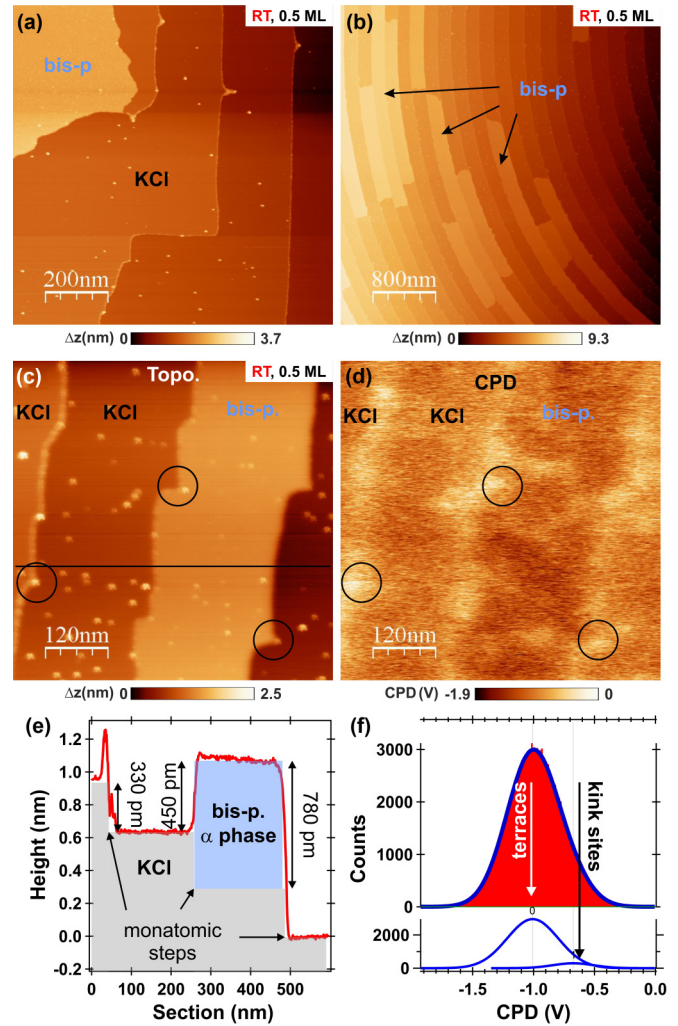 (a)
RT, 0.5 ML
bis-p
KCl
200nm
Δz(nm) 0 3.7
(b)
RT, 0.5 ML
bis-p
800nm
Δz(nm) 0 9.3
(c)
Topo.
RT, 0.5 ML
KCl KCl bis-p.
120nm
Δz(nm) 0 2.5
(d)
CPD
KCl KCl bis-p.
120nm
CPD (V) -1.9 0
(e)
1.2
1.0
0.8
0.6
0.4
0.2
0.0
-0.2
Height (nm)
330 pm
450 pm
780 pm
bis-p.
α phase
KCl
monatomic
steps
0 100 200 300 400 500
Section (nm)
(f)
3000
2000
1000
0
Counts
terraces
kink sites
0
2000
0
-1.5 -1.0 -0.5 0.0
CPD (V)